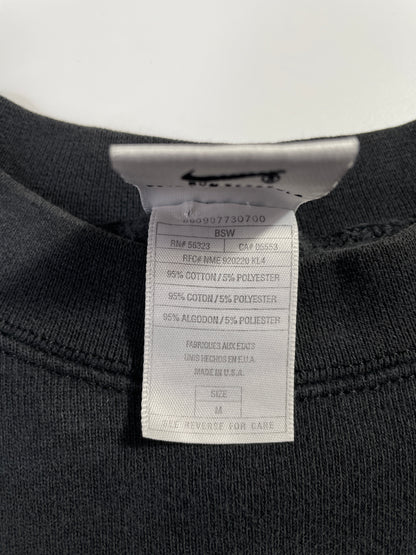 BSW
RN# 56323 CA# 05553
RFC# NME 920220 KL4
95% COTTON / 5% POLYESTER
95% COTON / 5% POLYESTER
95% ALGODON / 5% POLIESTER
FABRIQUES AUX ETATS
UNIS HECHOS EN E.U.A.
MADE IN U.S.A.
SIZE
M
SEE REVERSE FOR CARE